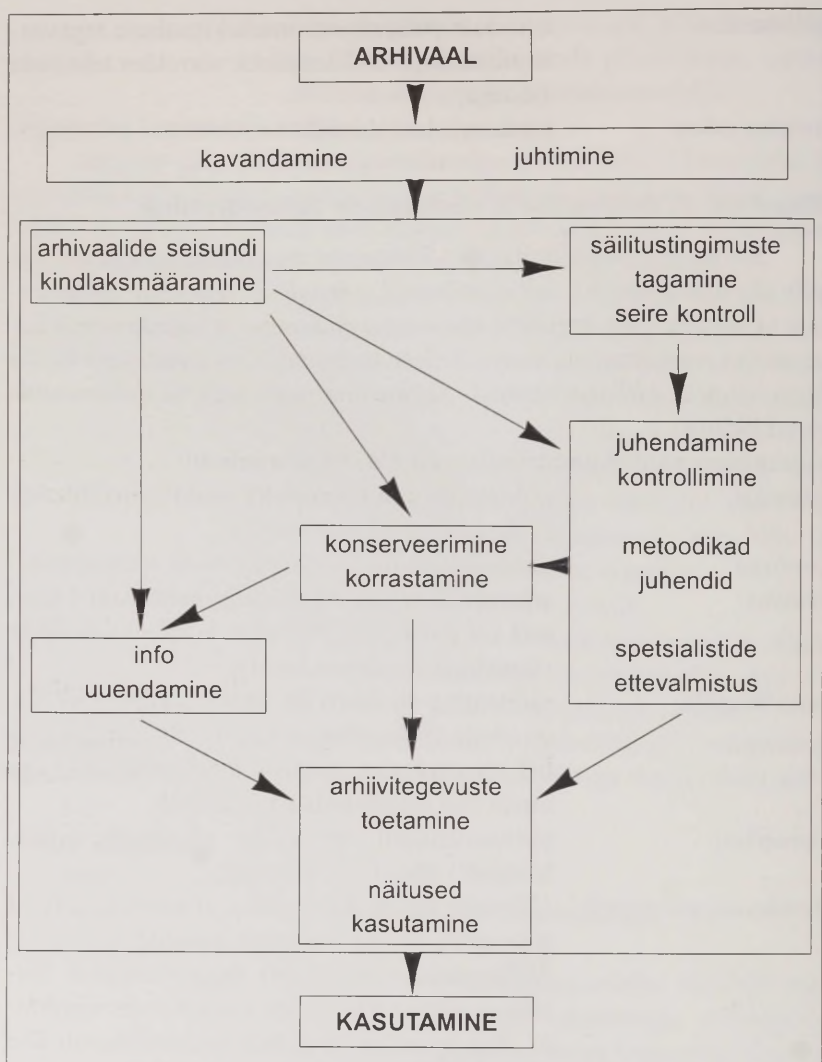 ARHIVAAL
kavandamine juhtimine
arhivaalide seisundi
kindlaksmääramine
säilitustingimuste
tagamine
seire kontroll
juhendamine
kontrollimine
metoodikad
juhendid
spetsialistide
ettevalmistus
konserveerimine
korrastamine
info
uuendamine
arhiivitegevuste
toetamine
näitused
kasutamine
KASUTAMINE